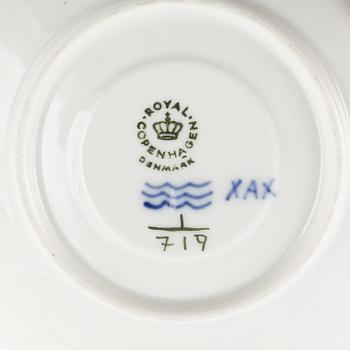 ROYAL
COPENHAGEN
DENMARK
XAX
1
719